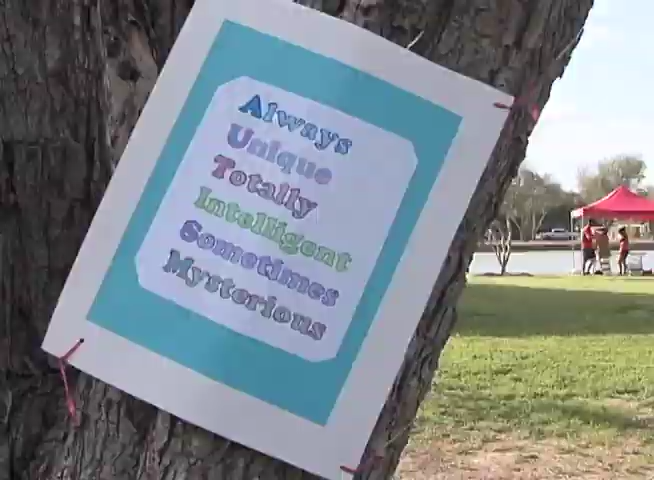 Always
Unique
Totally
Intelligent
Sometimes
Mysterious